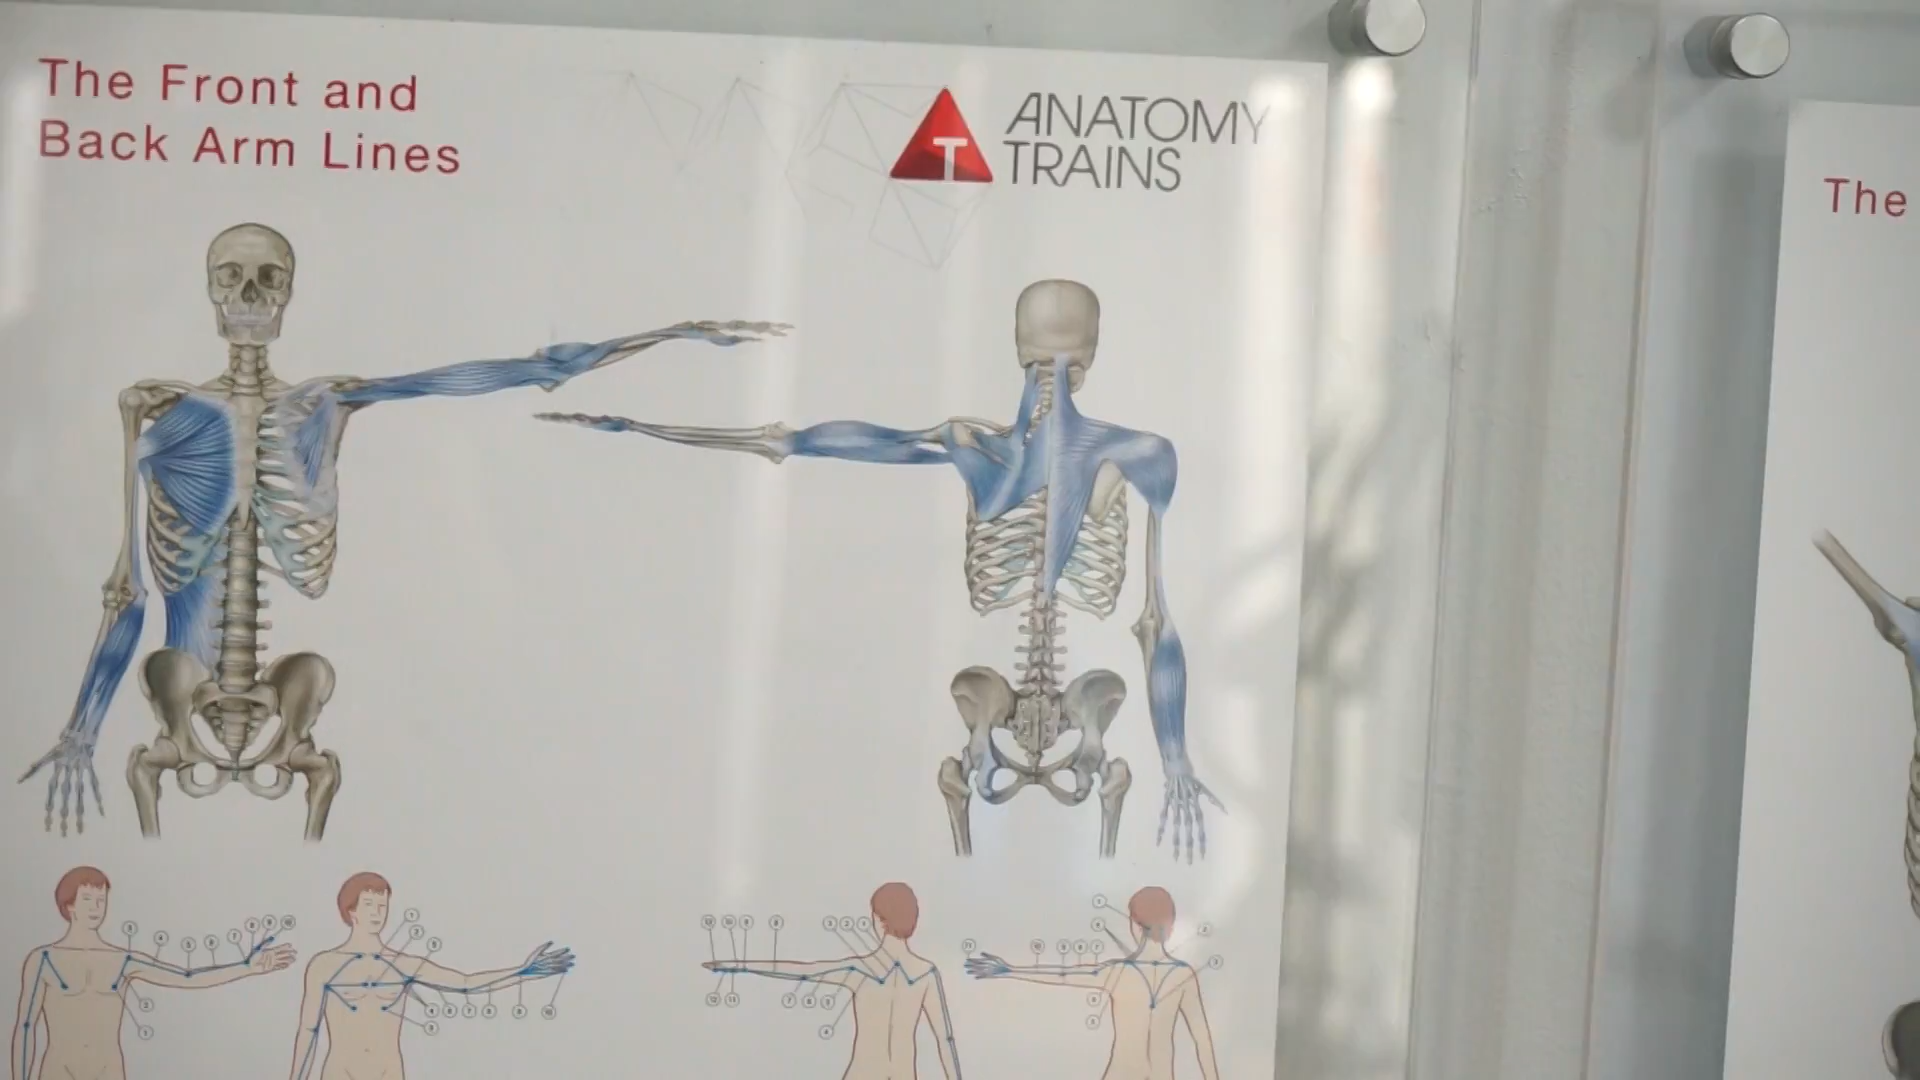 The Front and
Back Arm Lines
T
ANATOMY
TRAINS
The